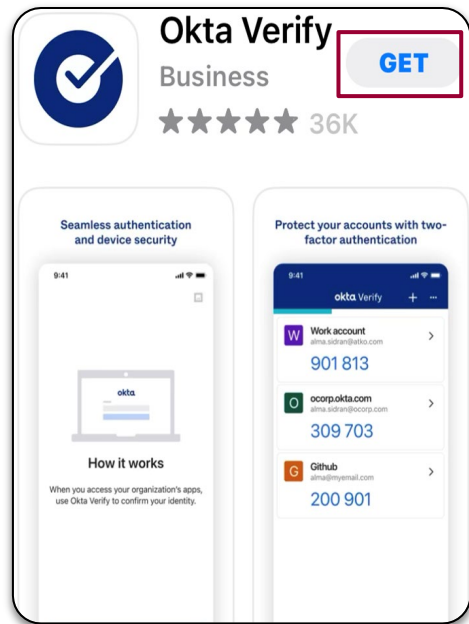 Okta Verify
GET
Business
36K
Seamless authentication
and device security
9:41
okta
How it works
When you access your organization's apps,
use Okta Verify to confirm your identity.
Protect your accounts with two-
factor authentication
9:41
okta Verify
W
Work account
alma.sidran@atko.com
901 813
O
ocorp.okta.com
alma.sidran@ocorp.com
309 703
G
Github
alma@myemail.com
200 901